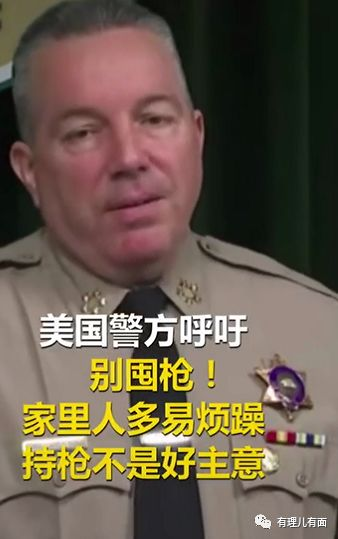 美国警方呼吁
别囤枪！
家里人多易烦躁
持枪不是好主意
有理儿有面